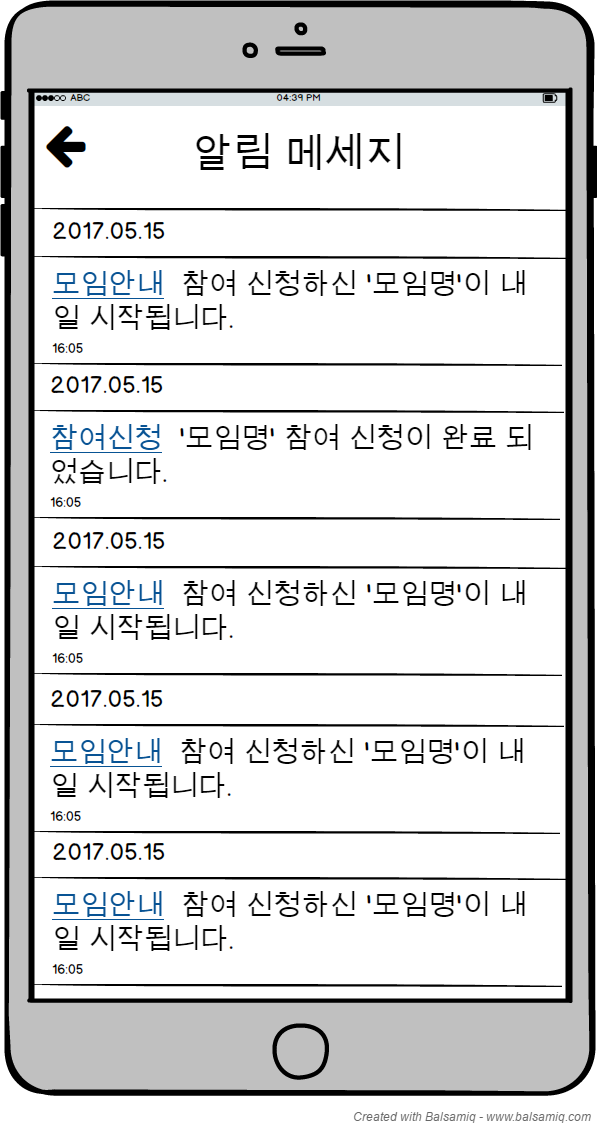 ABC 04:39 PM
알림 메세지
2017.05.15
모임안내 참여 신청하신 '모임명'이 내
일 시작됩니다.
16:05
2017.05.15
참여신청 '모임명' 참여 신청이 완료 되
었습니다.
16:05
2017.05.15
모임안내 참여 신청하신 '모임명'이 내
일 시작됩니다.
16:05
2017.05.15
모임안내 참여 신청하신 '모임명'이 내
일 시작됩니다.
16:05
2017.05.15
모임안내 참여 신청하신 '모임명'이 내
일 시작됩니다.
16:05
Created with Balsamiq - www.balsamiq.com